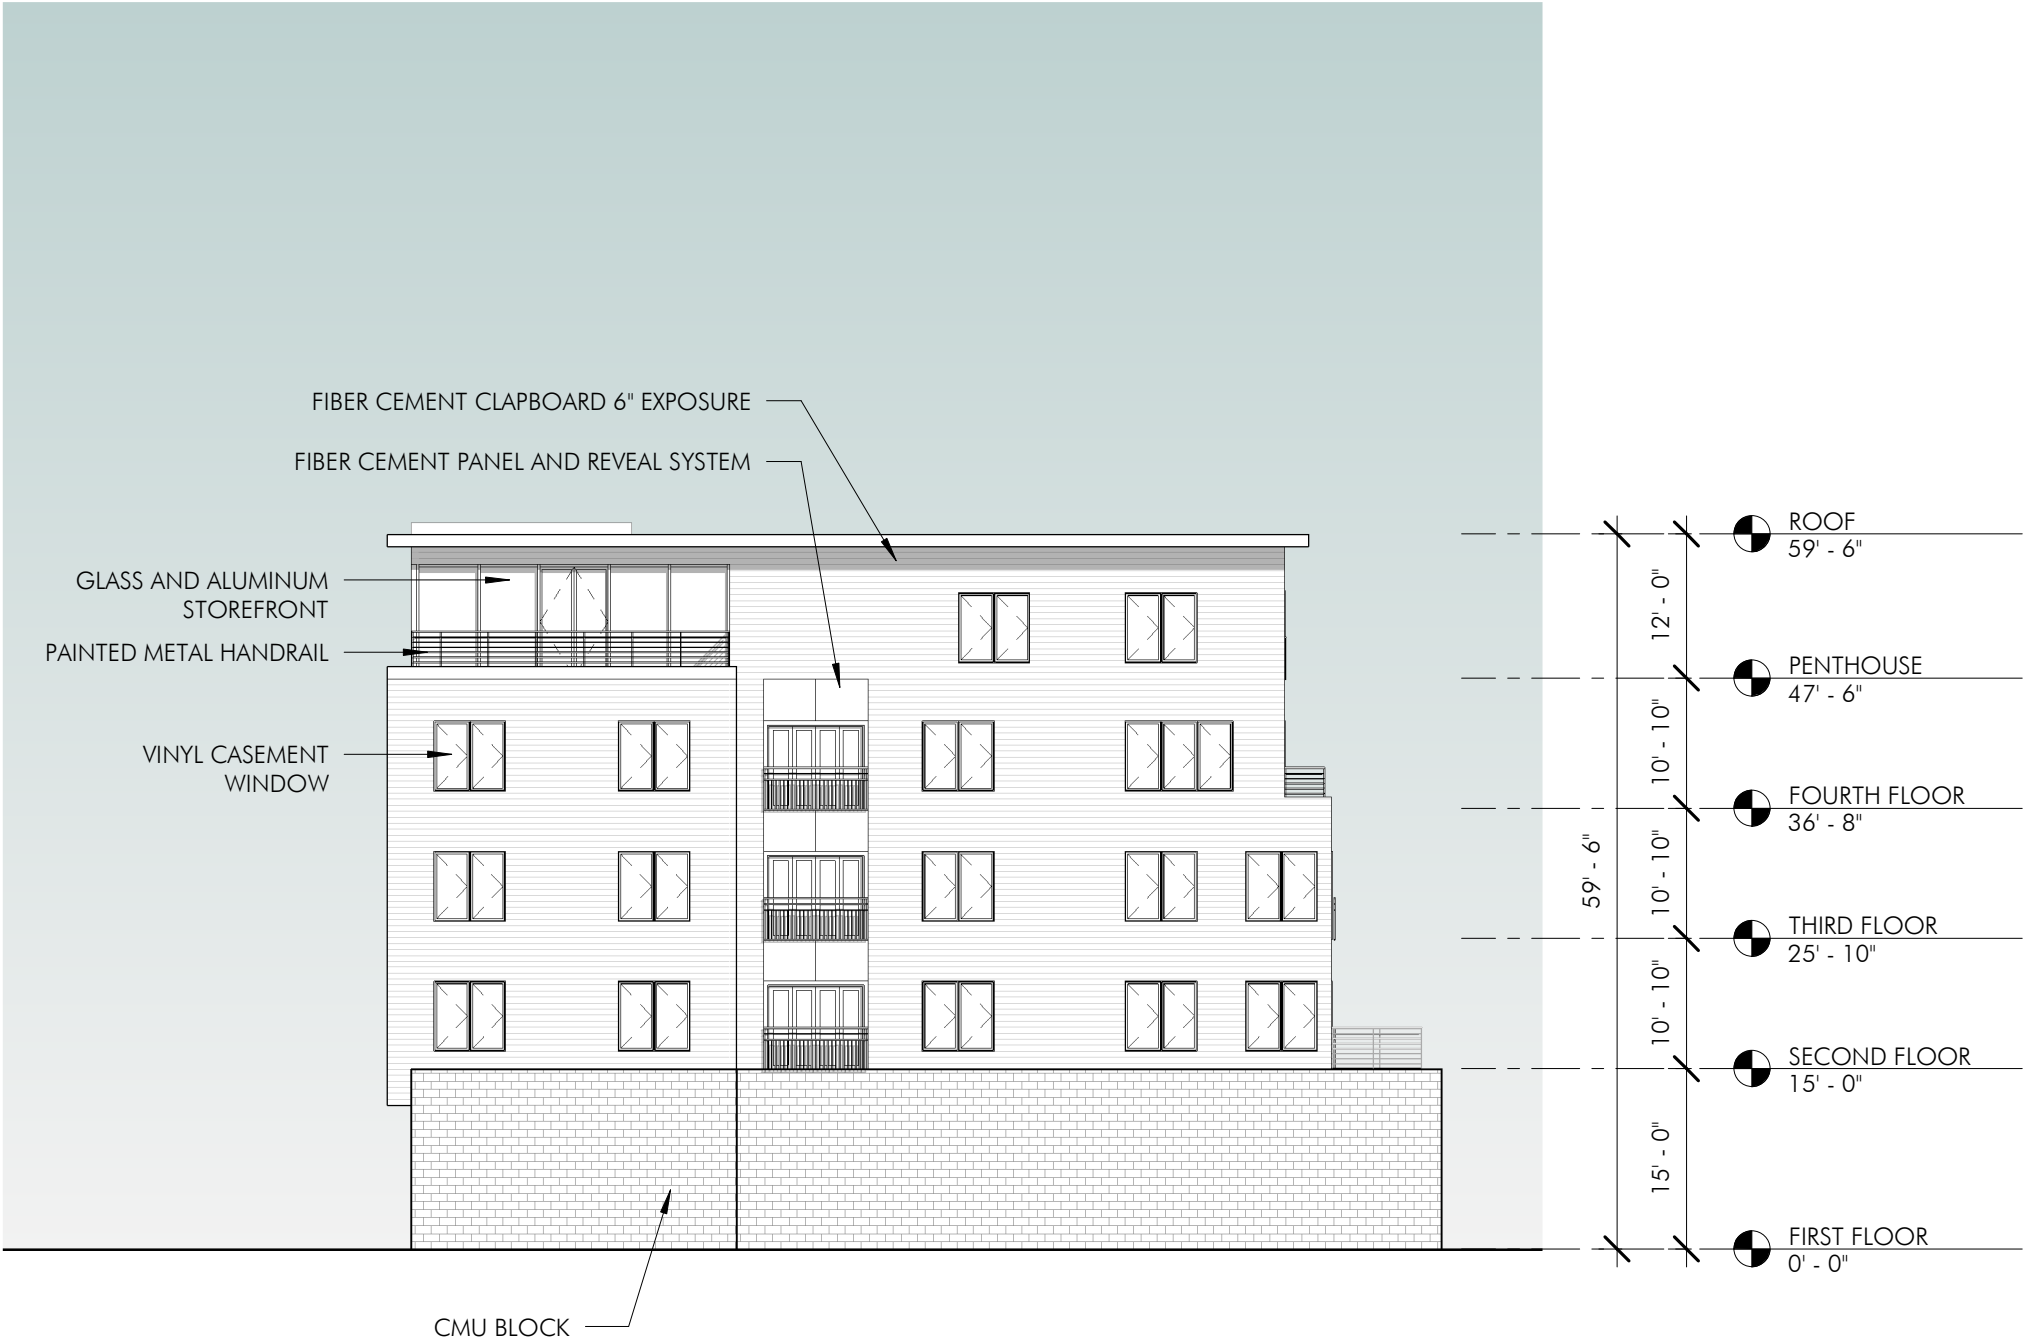 FIBER CEMENT CLAPBOARD 6" EXPOSURE
FIBER CEMENT PANEL AND REVEAL SYSTEM
GLASS AND ALUMINUM
STOREFRONT
PAINTED METAL HANDRAIL
VINYL CASEMENT
WINDOW
CMU BLOCK
59' - 6"
12' - 0"
10' - 10"
10' - 10"
10' - 10"
15' - 0"
ROOF
59' - 6"
PENTHOUSE
47' - 6"
FOURTH FLOOR
36' - 8"
THIRD FLOOR
25' - 10"
SECOND FLOOR
15' - 0"
FIRST FLOOR
0' - 0"